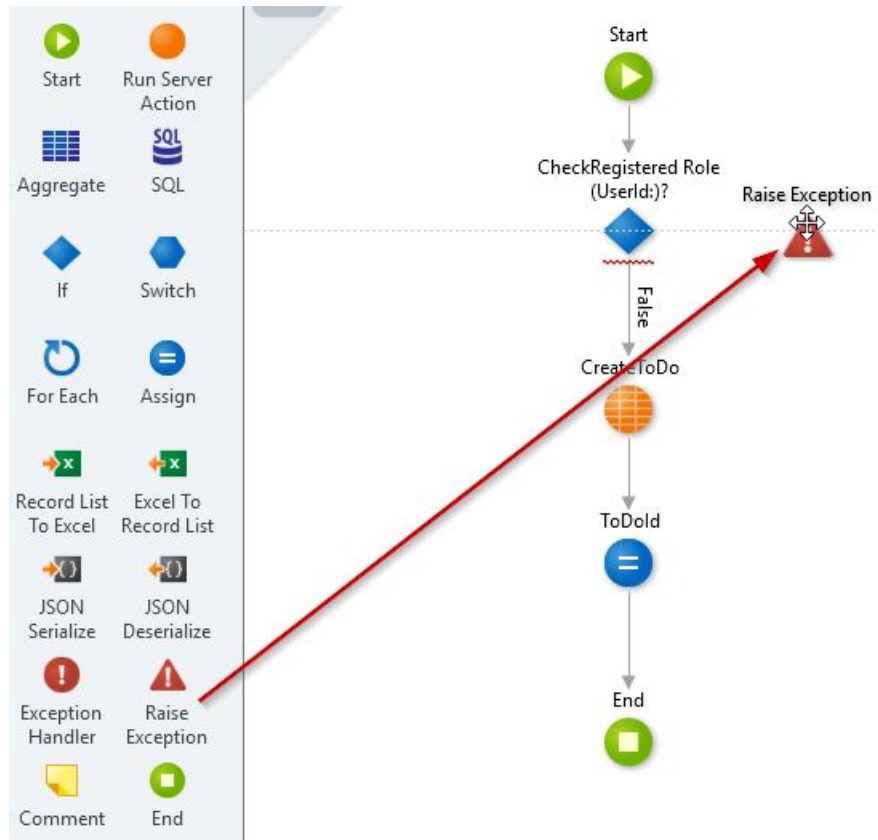 Start
Run Server
Action
Aggregate
SQL
SQL
If
Switch
For Each
Assign
x
x
Record List
To Excel
Excel To
Record List
{}
{}
JSON
Serialize
JSON
Deserialize
!
Exception
Handler
Raise
Exception
Comment
End
Start
CheckRegistered Role
(UserId:)?
Raise Exception
!
False
CreateToDo
ToDoId
End